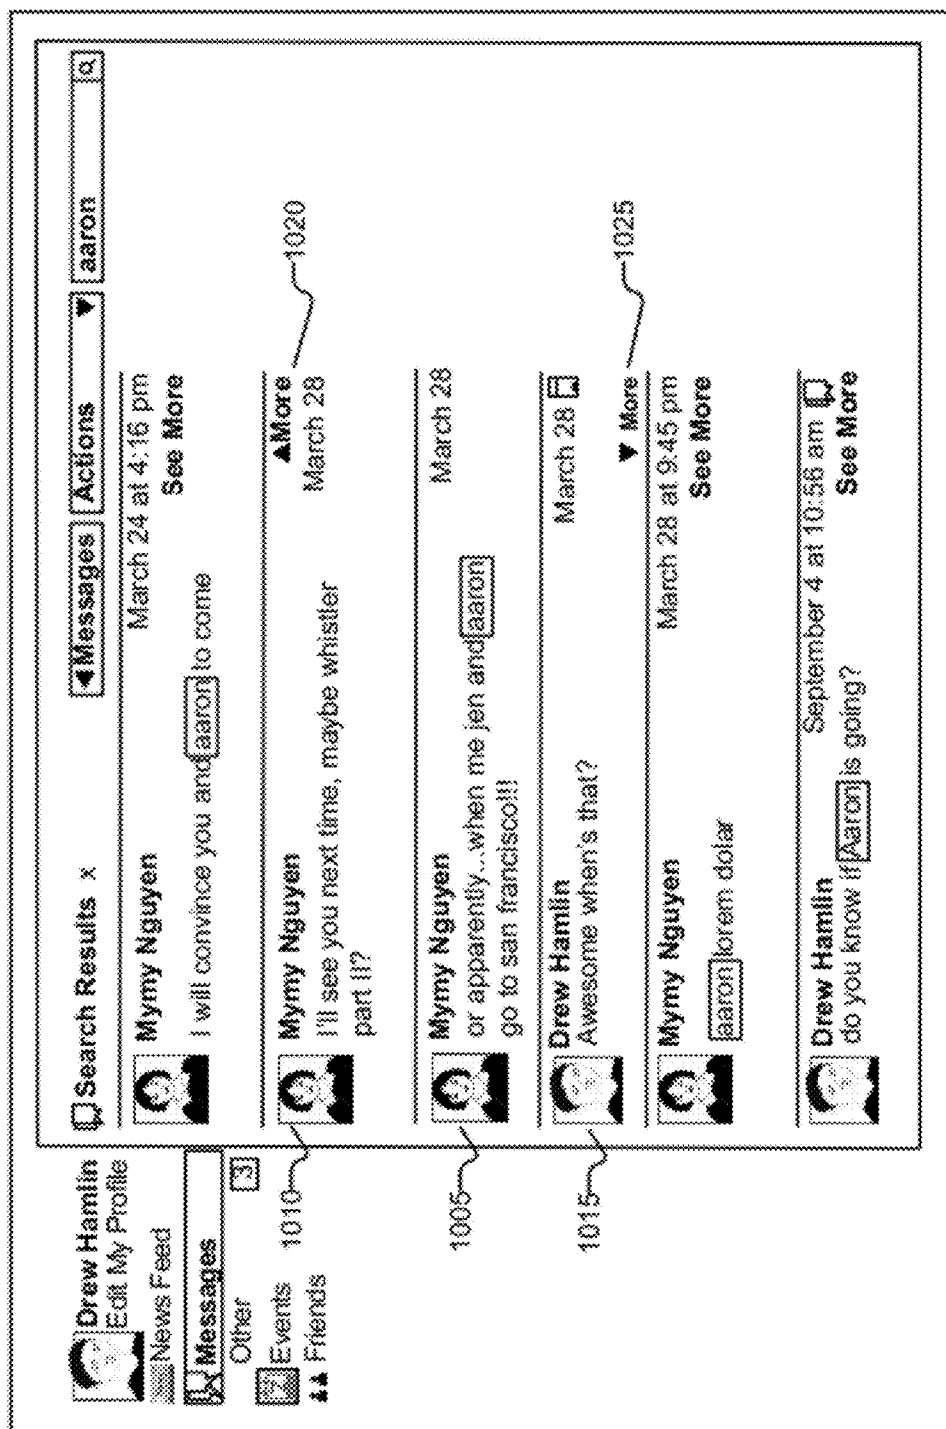 Drew Hamlin
Edit My Profile
News Feed
Messages
Other 3
Events
Friends
Search Results x
◀Messages Actions ▼ aaron
Mymy Nguyen March 24 at 4:16 pm
I will convince you and aaron to come See More
▲More
Mymy Nguyen March 28
I'll see you next time, maybe whistler
part II?
Mymy Nguyen March 28
or apparently...when me jen and aaron
go to san francisco!!!
Drew Hamlin March 28
Awesome when's that?
▼ More
Mymy Nguyen March 28 at 9:45 pm
See More
aaron lorem dolar
Drew Hamlin September 4 at 10:56 am
do you know if Aaron is going? See More
1010
1005
1015
1020
1025